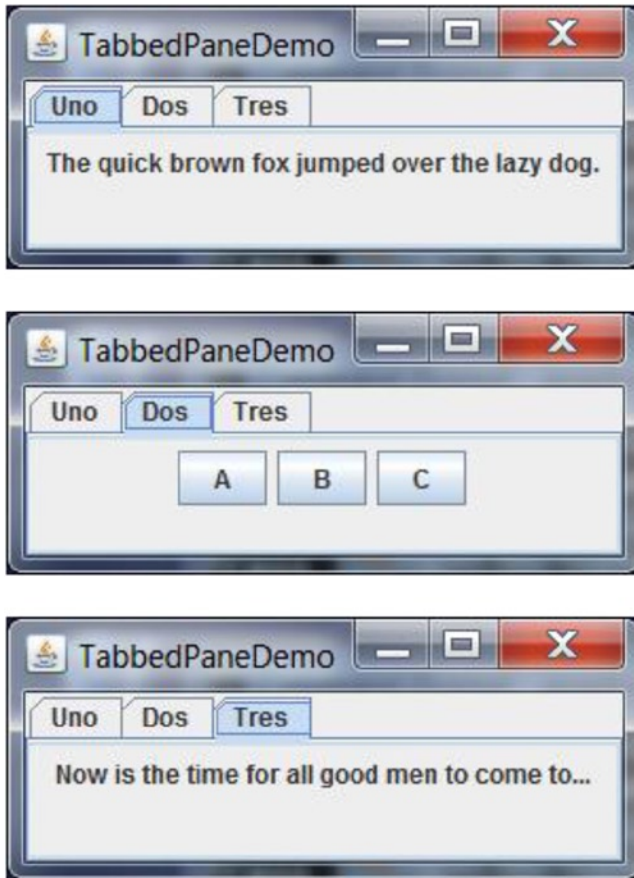 TabbedPaneDemo
Uno Dos Tres
The quick brown fox jumped over the lazy dog.
TabbedPaneDemo
Uno Dos Tres
A B C
TabbedPaneDemo
Uno Dos Tres
Now is the time for all good men to come to...